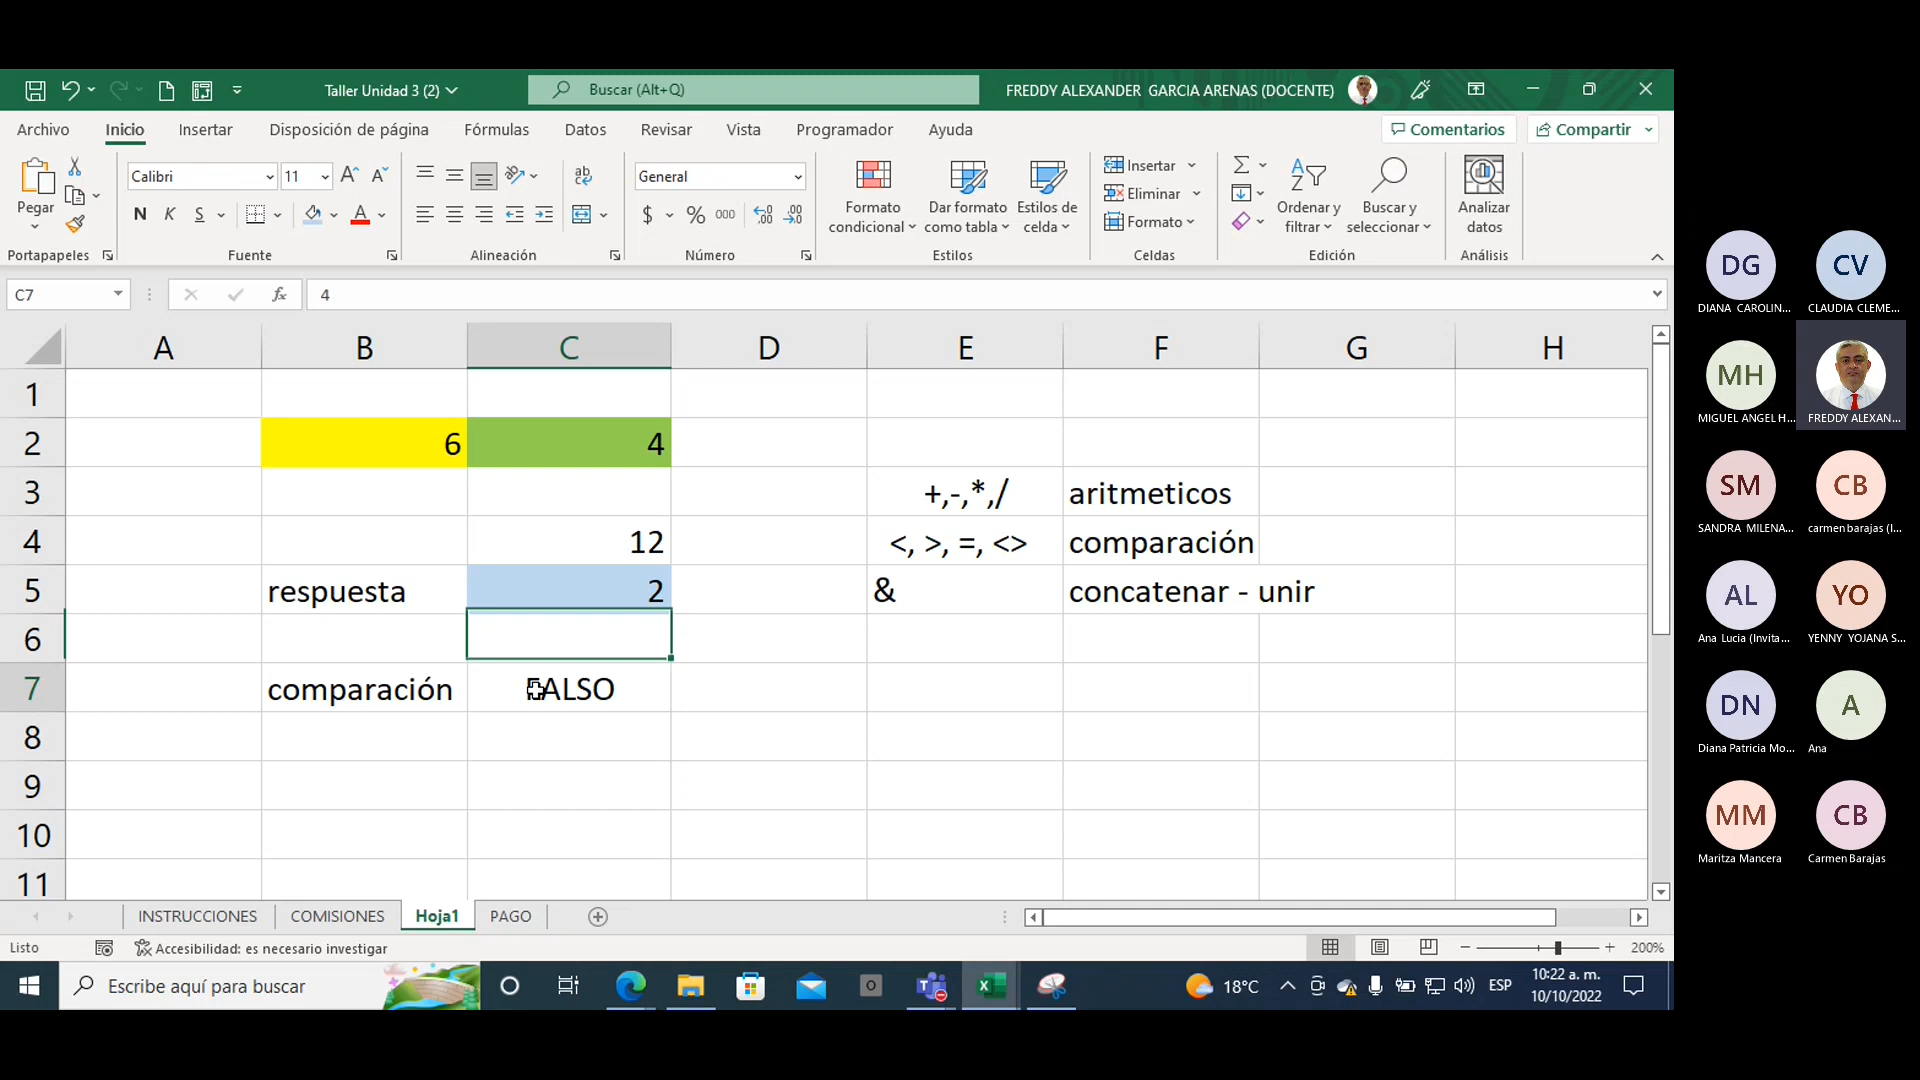 Taller Unidad 3 (2)
Buscar (Alt+Q)
FREDDY ALEXANDER GARCIA ARENAS (DOCENTE)
Archivo Inicio Insertar Disposición de página Fórmulas Datos Revisar Vista Programador Ayuda Comentarios Compartir
Pegar
Portapapeles
Calibri 11
N K S
Fuente
ab
Alineación
General
$ % 000
Número
Formato condicional
Dar formato como tabla
Estilos de celda
Estilos
Insertar
Eliminar
Formato
Celdas
Ordenar y filtrar
Buscar y seleccionar
Edición
Analizar datos
Análisis
C7 fx 4
A B C D E F G H
1
2 6 4
3 +,-,*,/ aritmeticos
4 12 <, >, =, <> comparación
5 respuesta 2 & concatenar - unir
6
7 comparación FALSO
8
9
10
11
INSTRUCCIONES COMISIONES Hoja1 PAGO
Listo Accesibilidad: es necesario investigar 200%
Escribe aquí para buscar
18°C ESP
10:22 a. m.
10/10/2022
DG CV
DIANA CAROLIN... CLAUDIA CLEME...
MH
MIGUEL ANGEL H... FREDDY ALEXAN...
SM CB
SANDRA MILENA... carmen barajas (I...
AL YO
Ana Lucia (Invita... YENNY YOJANA S...
DN A
Diana Patricia Mo... Ana
MM CB
Maritza Mancera Carmen Barajas